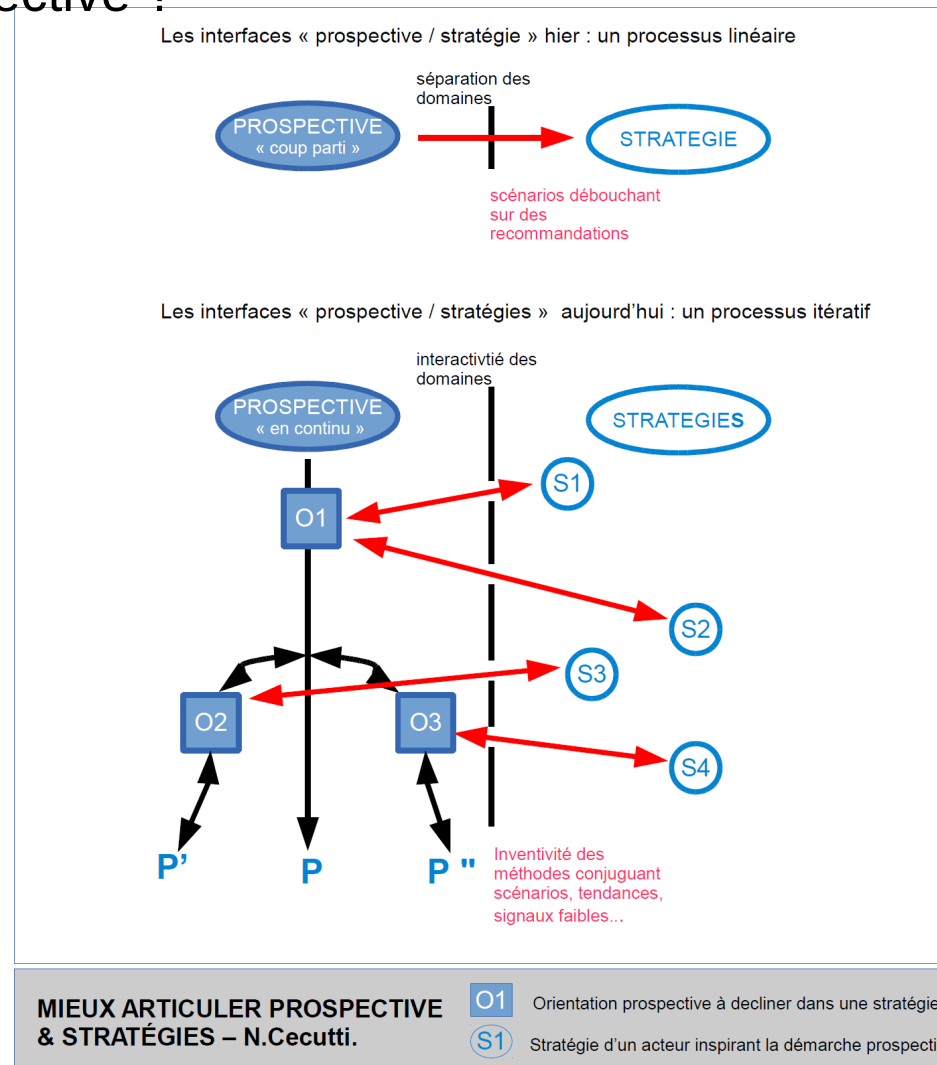 Les interfaces « prospective / stratégie » hier : un processus linéaire
séparation des
domaines
PROSPECTIVE
« coup parti »
STRATEGIE
scénarios débouchant
sur des
recommandations
Les interfaces « prospective / stratégies »  aujourd’hui : un processus itératif
interactivtié des
domaines
PROSPECTIVE
« en continu »
STRATEGIES
S1
O1
S2
S3
O2
O3
S4
P’
P
P "
Inventivité des
méthodes conjuguant
scénarios, tendances,
signaux faibles...
MIEUX ARTICULER PROSPECTIVE
& STRATÉGIES – N.Cecutti.
O1
Orientation prospective à decliner dans une stratégie
S1
Stratégie d’un acteur inspirant la démarche prospecti